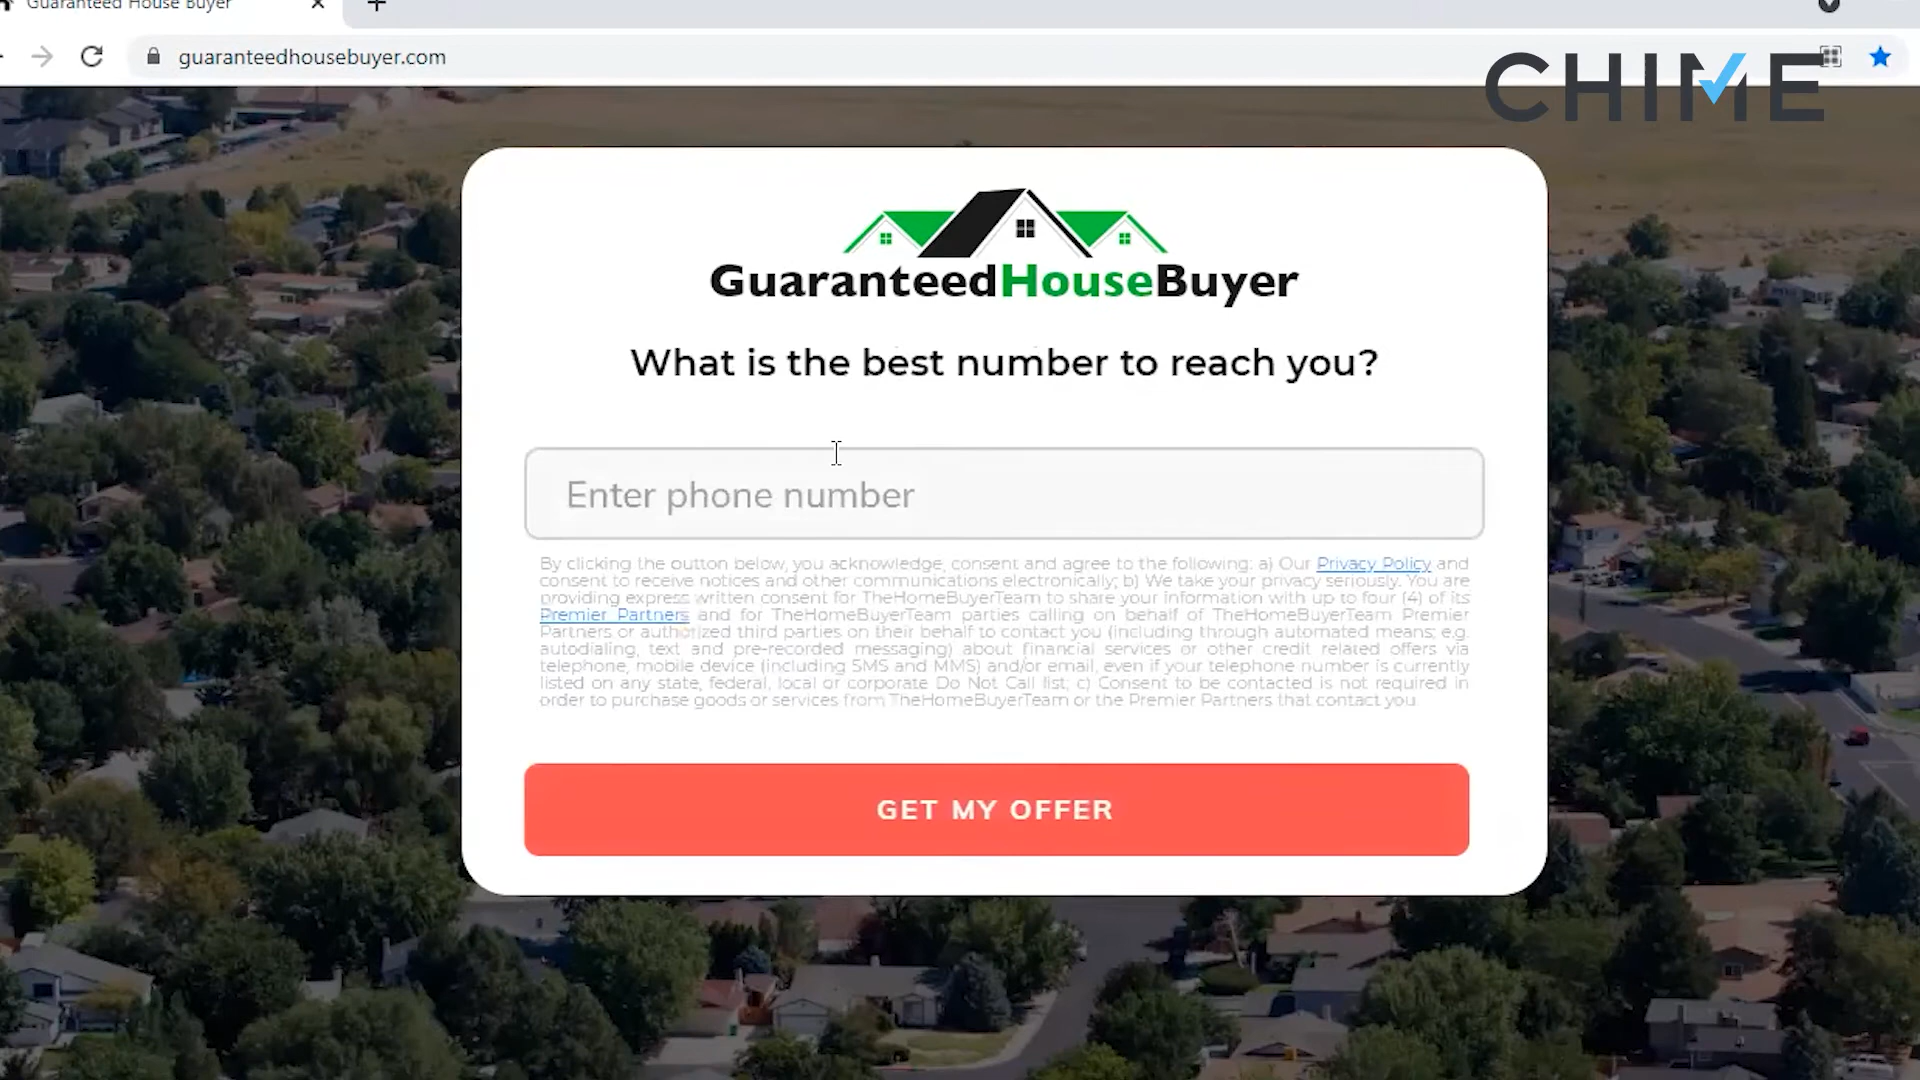 Guaranteed House Buyer
guaranteedhousebuyer.com
CHIME
GuaranteedHouseBuyer
What is the best number to reach you?
Enter phone number
By clicking the outton below, you acknowledge, consent and agree to the following: a) Our Privacy Policy and
consent to receive notices and other communications electronically; b) We take your privacy seriously. You are
providing express written consent for TheHomeBuyerTeam to share your information with up to four (4) of its
Premier Partners and for TheHomeBuyerTeam parties calling on behalf of TheHomeBuyerTeam Premier
Partners or authorized third parties on their behalf to contact you (including through automated means; e.g.
autodialing, text and pre-recorded messaging) about financial services or other credit related offers via
telephone, mobile device (including SMS and MMS) and/or email, even if your telephone number is currently
listed on any state, federal, local or corporate Do Not Call list; c) Consent to be contacted is not required in
order to purchase goods or services from TheHomeBuyerTeam or the Premier Partners that contact you.
GET MY OFFER